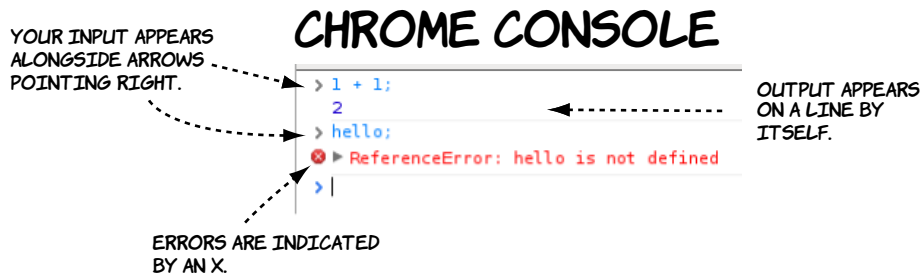 CHROME CONSOLE
YOUR INPUT APPEARS
ALONGSIDE ARROWS
POINTING RIGHT.
> 1 + 1;
2
> hello;
ReferenceError: hello is not defined
>
OUTPUT APPEARS
ON A LINE BY
ITSELF.
ERRORS ARE INDICATED
BY AN X.